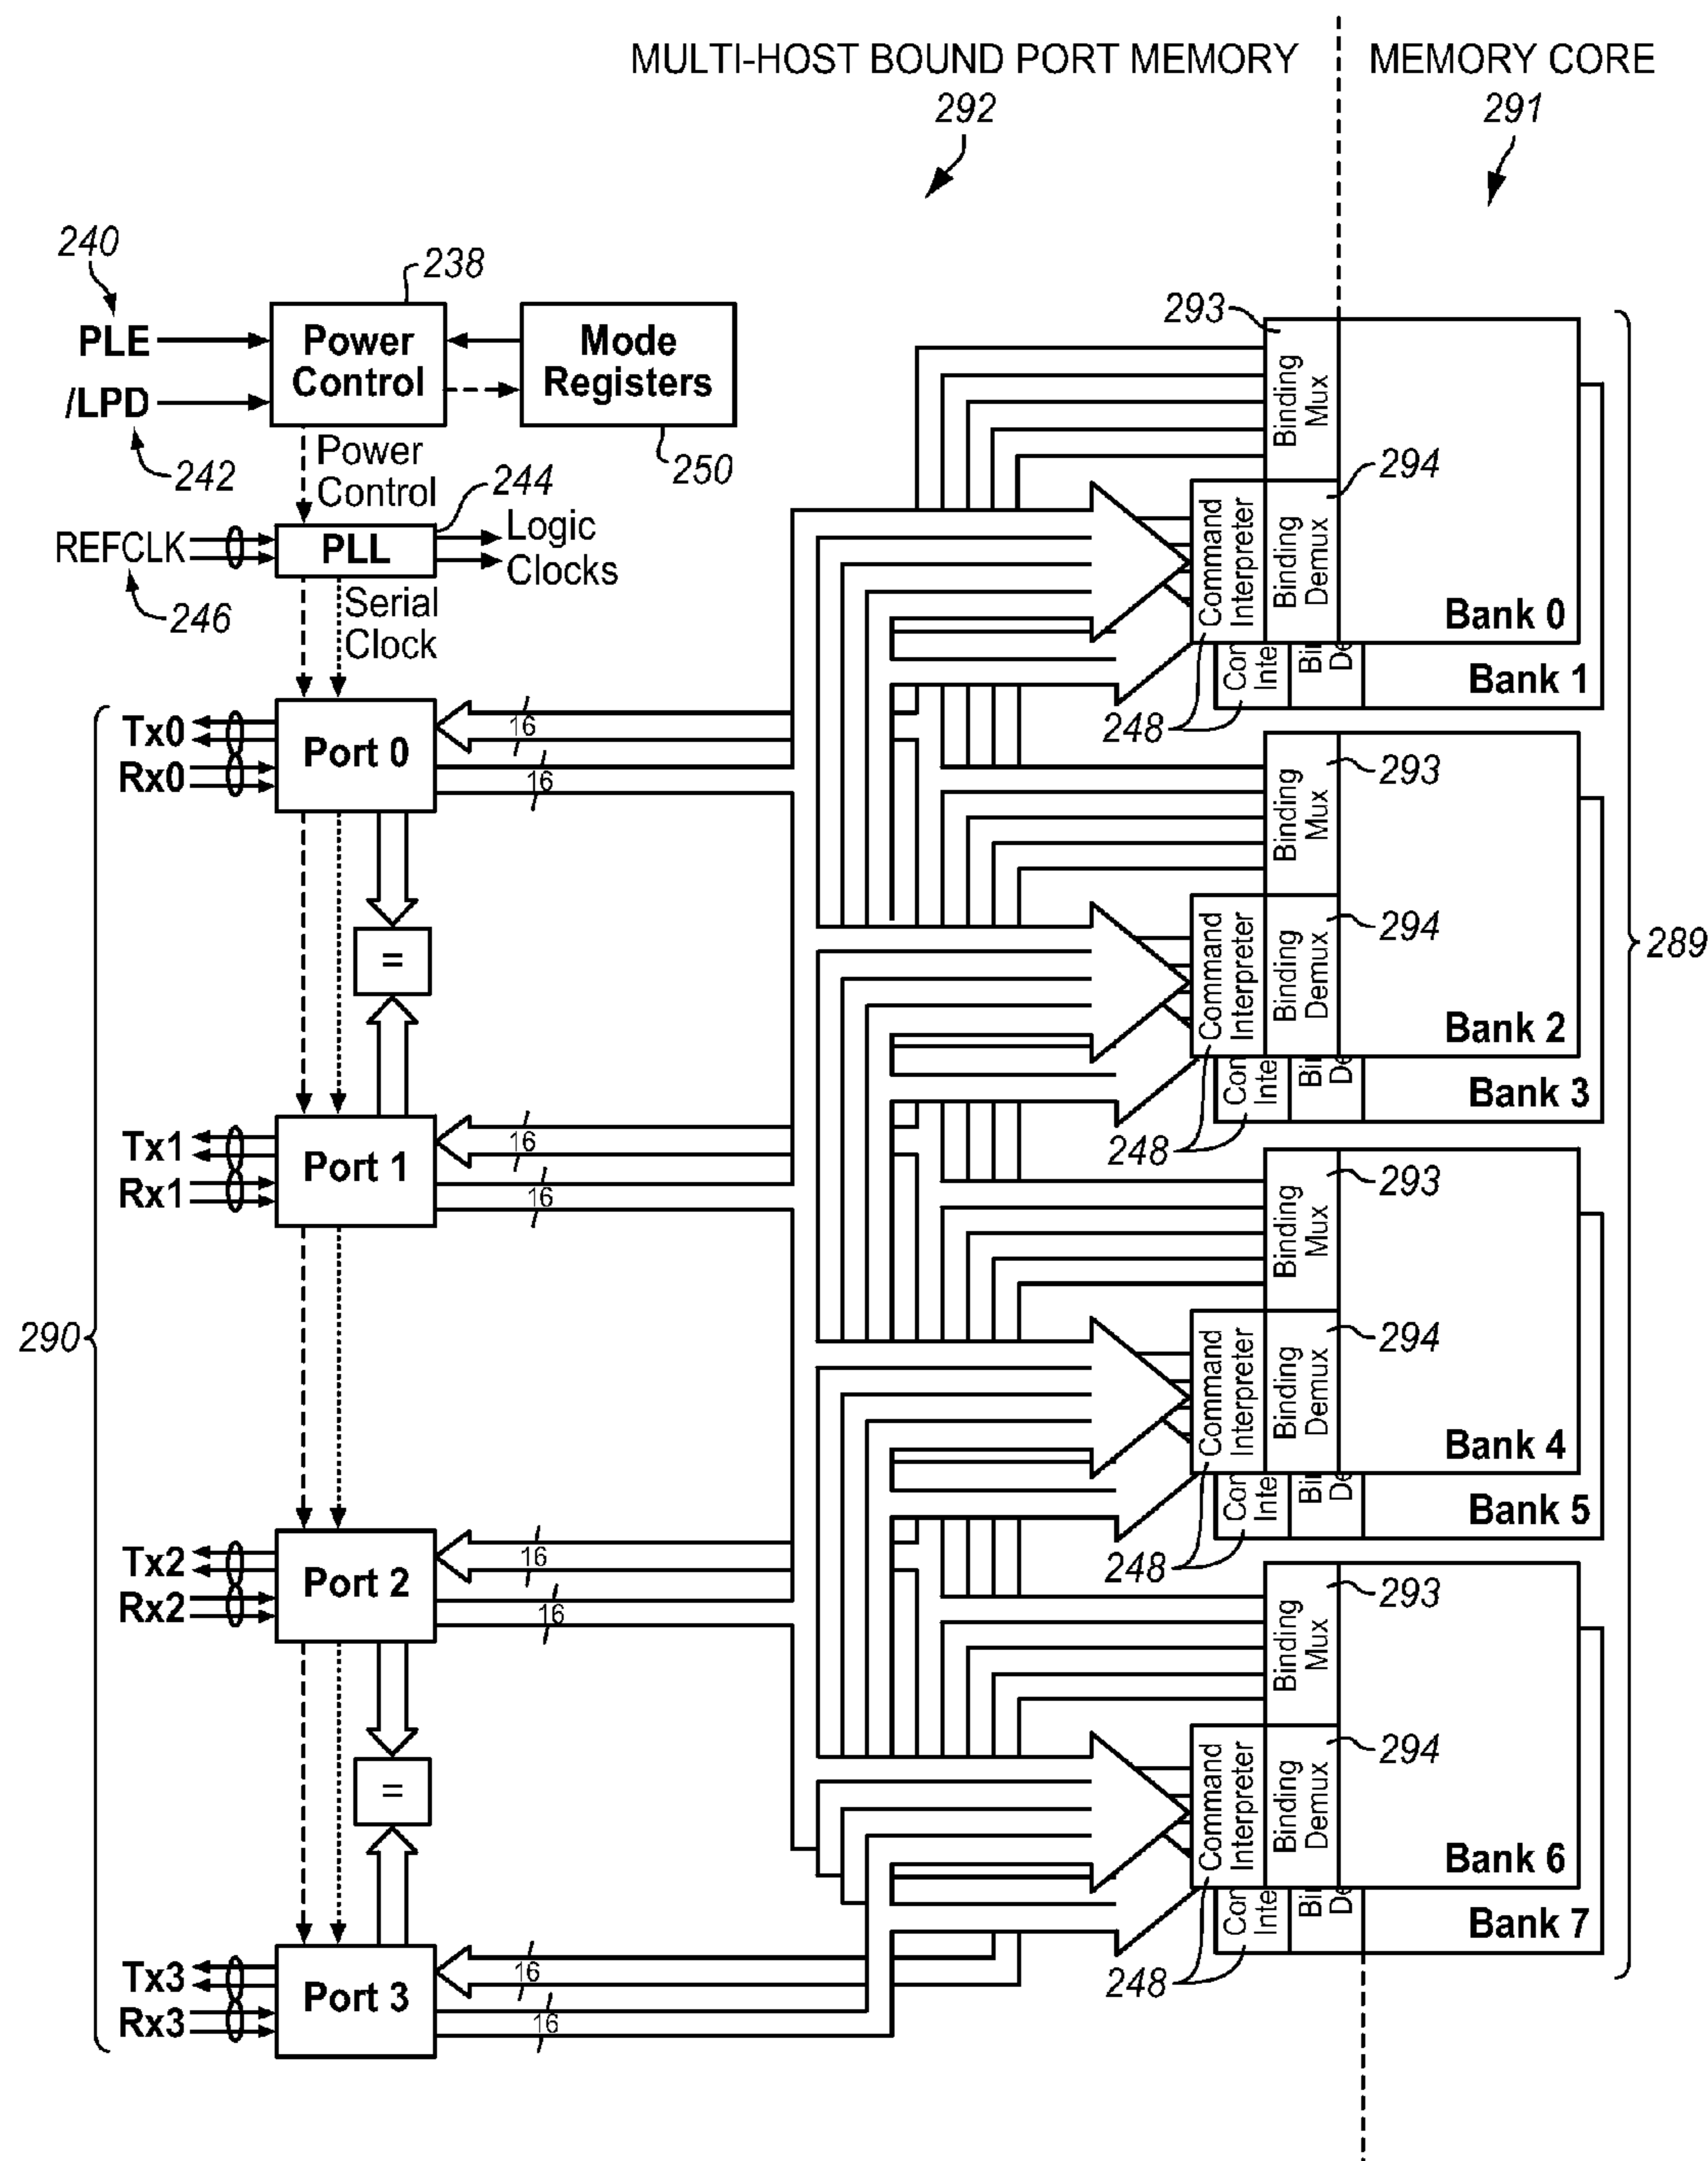 MULTI-HOST BOUND PORT MEMORY
292
MEMORY CORE
291
240
PLE
/LPD
242
238
Power
Control
Mode
Registers
250
Power
Control
244
REFCLK
246
PLL
Logic
Clocks
Serial
Clock
293
Binding
Mux
294
Command
Interpreter
Binding
Demux
Bank 0
Bank 1
248
Tx0
Rx0
Port 0
16
16
293
Binding
Mux
294
Command
Interpreter
Binding
Demux
Bank 2
Bank 3
248
289
=
Tx1
Rx1
Port 1
16
16
293
Binding
Mux
294
Command
Interpreter
Binding
Demux
Bank 4
Bank 5
248
290
Tx2
Rx2
Port 2
16
16
293
Binding
Mux
294
Command
Interpreter
Binding
Demux
Bank 6
Bank 7
248
=
Tx3
Rx3
Port 3
16
16